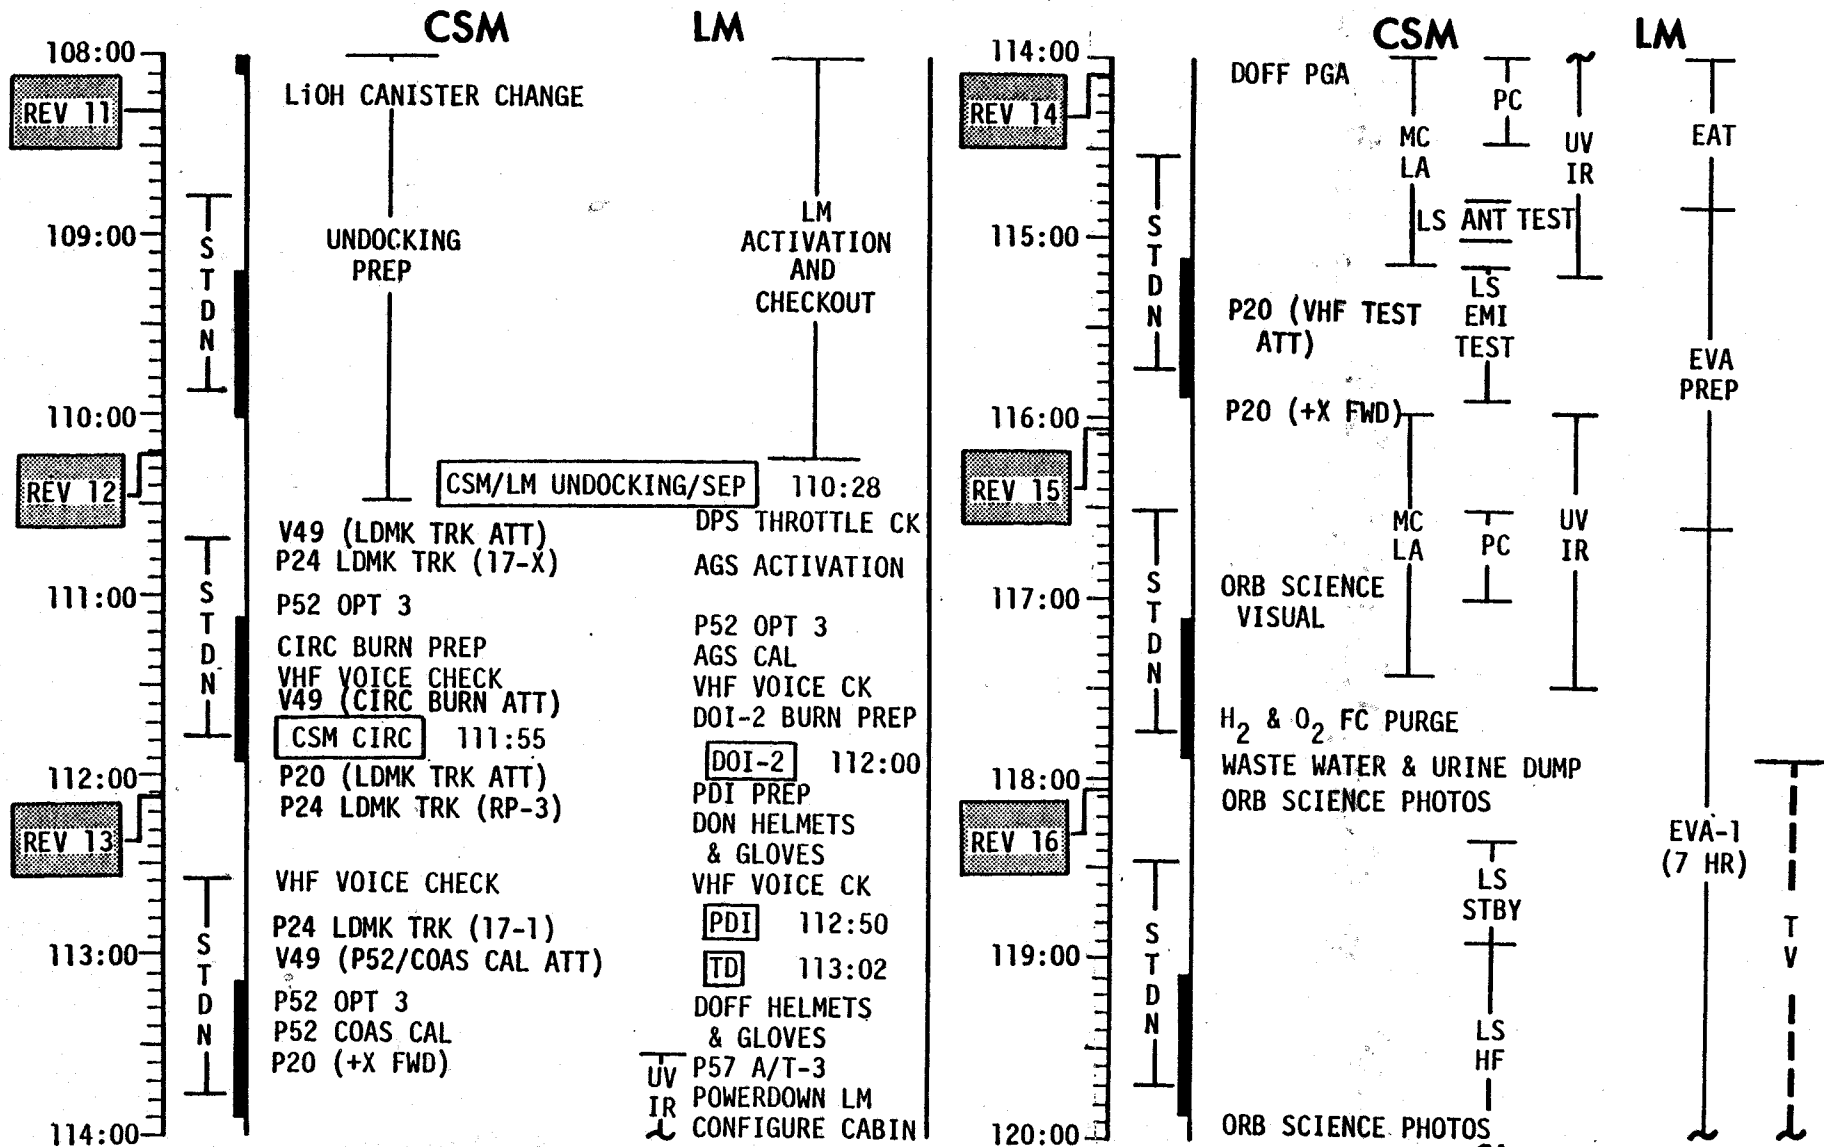 CSM LM
108:00
LiOH CANISTER CHANGE
REV 11
LM
ACTIVATION
AND
CHECKOUT
109:00
UNDOCKING
PREP
STDN
110:00
REV 12
CSM/LM UNDOCKING/SEP 110:28
DPS THROTTLE CK
V49 (LDMK TRK ATT)
P24 LDMK TRK (17-X)
AGS ACTIVATION
111:00
STDN
P52 OPT 3
P52 OPT 3
CIRC BURN PREP
AGS CAL
VHF VOICE CHECK
VHF VOICE CK
V49 (CIRC BURN ATT)
DOI-2 BURN PREP
CSM CIRC 111:55
DOI-2 112:00
112:00
P20 (LDMK TRK ATT)
PDI PREP
P24 LDMK TRK (RP-3)
DON HELMETS
& GLOVES
REV 13
VHF VOICE CHECK
VHF VOICE CK
P24 LDMK TRK (17-1)
PDI 112:50
113:00
STDN
V49 (P52/COAS CAL ATT)
TD 113:02
P52 OPT 3
DOFF HELMETS
& GLOVES
P52 COAS CAL
P20 (+X FWD)
UV
IR
P57 A/T-3
POWERDOWN LM
CONFIGURE CABIN
114:00
CSM LM
114:00
DOFF PGA
REV 14
PC
MC
LA
UV
IR
EAT
LS ANT TEST
115:00
STDN
LS
EMI
TEST
P20 (VHF TEST
ATT)
EVA
PREP
116:00
P20 (+X FWD)
REV 15
MC
LA
PC
UV
IR
117:00
STDN
ORB SCIENCE
VISUAL
H2 & O2 FC PURGE
WASTE WATER & URINE DUMP
118:00
ORB SCIENCE PHOTOS
REV 16
EVA-1
(7 HR)
LS
STBY
TV
119:00
STDN
LS
HF
ORB SCIENCE PHOTOS
120:00